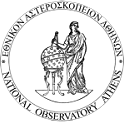 ΕΘΝΙΚΟΝ ΑΣΤΕΡΟΣΚΟΠΕΙΟΝ ΑΘΗΝΩΝ
NATIONAL OBSERVATORY ATHENS